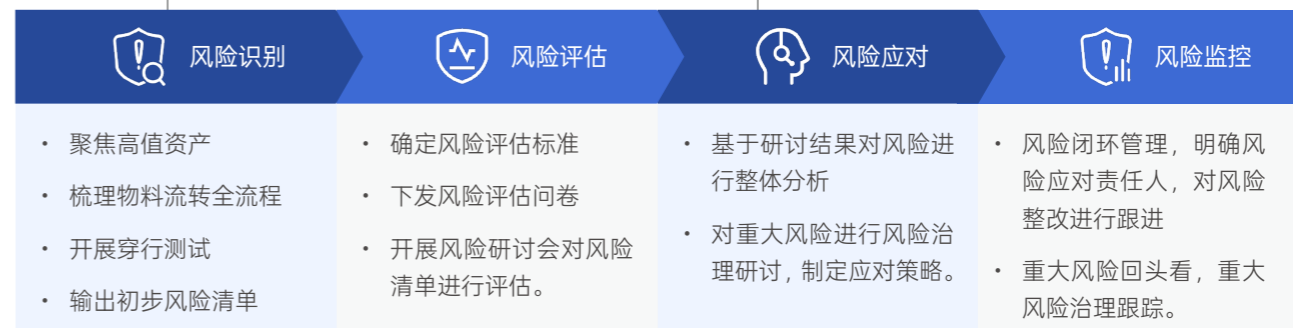 风险识别
• 聚焦高值资产
• 梳理物料流转全流程
• 开展穿行测试
• 输出初步风险清单
风险评估
• 确定风险评估标准
• 下发风险评估问卷
• 开展风险研讨会对风险
清单进行评估。
风险应对
• 基于研讨结果对风险进
行整体分析
• 对重大风险进行风险治
理研讨,制定应对策略。
风险监控
• 风险闭环管理，明确风
险应对责任人，对风险
整改进行跟进
• 重大风险回头看，重大
风险治理跟踪。